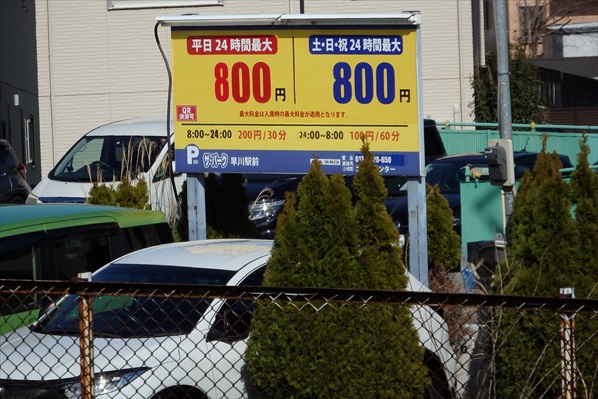 平日24時間最大
800円
土・日・祝24時間最大
800円
QR
決済可
最大料金は入庫時の最大料金が適用となります。
8:00~24:00 200円/30分 24:00~8:00 100円/60分
P ザ・パーク 早川駅前